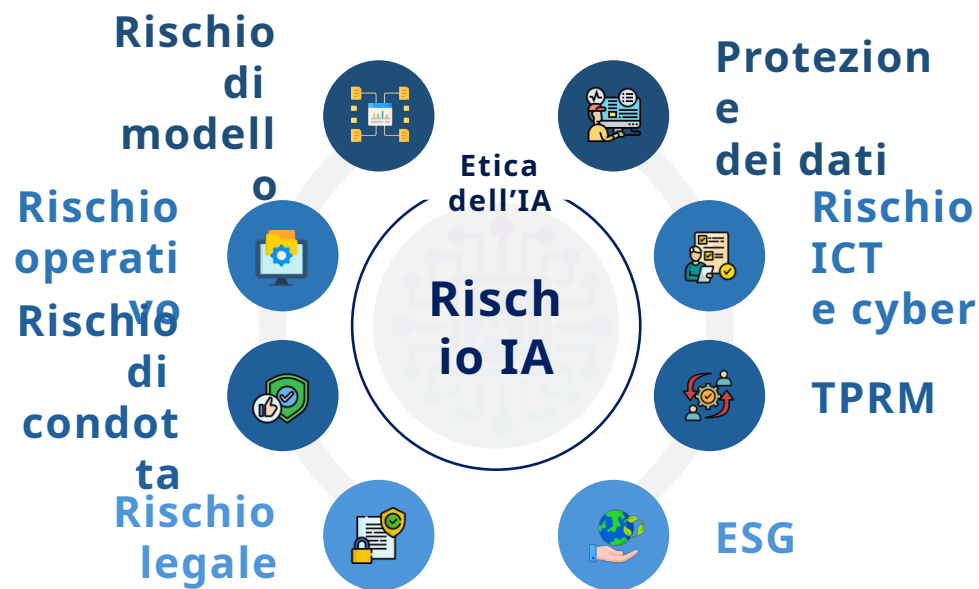 Rischio
di
modell
o
Protezion
e
dei dati
Etica
dell’IA
Rischio
operati
vo
Rischio
ICT
e cyber
Risch
io IA
Rischio
di
condot
ta
TPRM
Rischio
legale
ESG